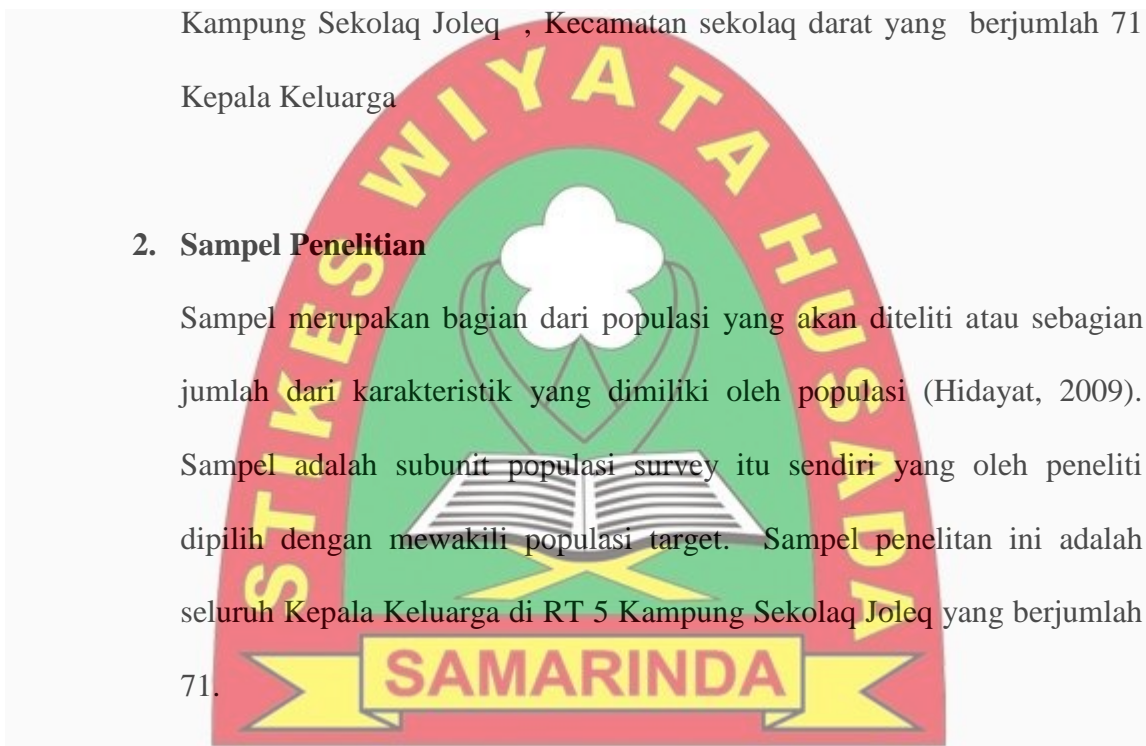 Kampung Sekolaq Joleq , Kecamatan sekolaq darat yang berjumlah 71
Kepala Keluarga
2. Sampel Penelitian
Sampel merupakan bagian dari populasi yang akan diteliti atau sebagian
jumlah dari karakteristik yang dimiliki oleh populasi (Hidayat, 2009).
Sampel adalah subunit populasi survey itu sendiri yang oleh peneliti
dipilih dengan mewakili populasi target. Sampel penelitan ini adalah
seluruh Kepala Keluarga di RT 5 Kampung Sekolaq Joleq yang berjumlah
71.
STIKES WIYATA HUSADA
SAMARINDA